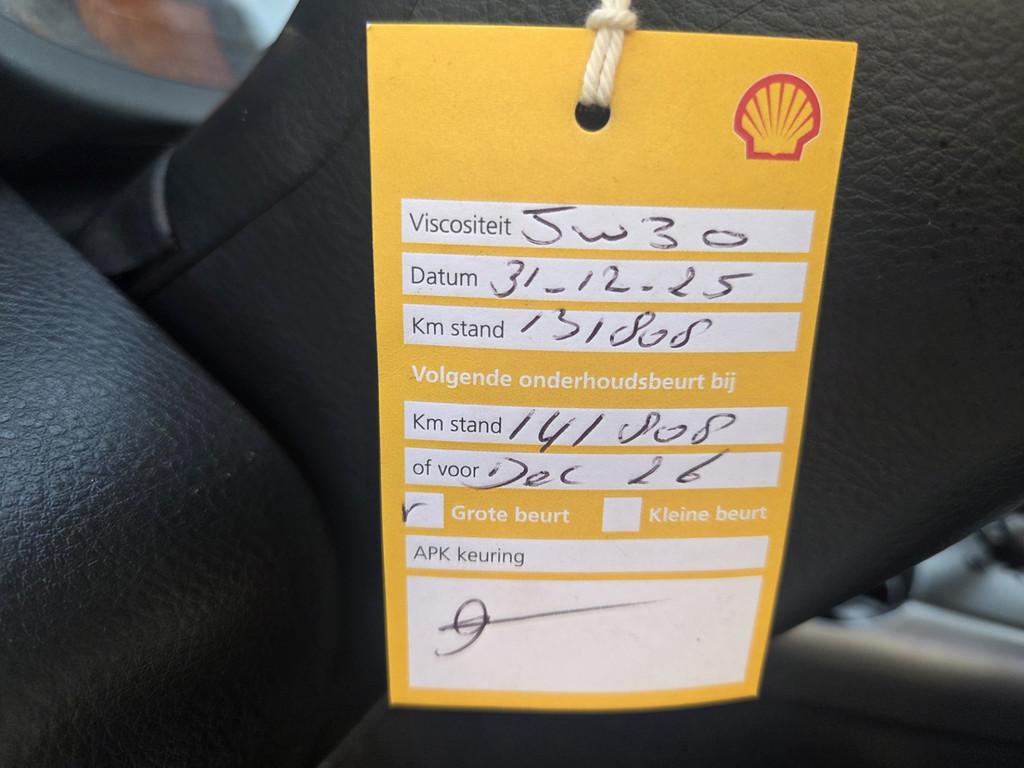 Viscositeit 5w30
Datum 31-12-25
Km stand 131808
Volgende onderhoudsbeurt bij
Km stand 141808
of voor Dec 26
Grote beurt Kleine beurt
APK keuring